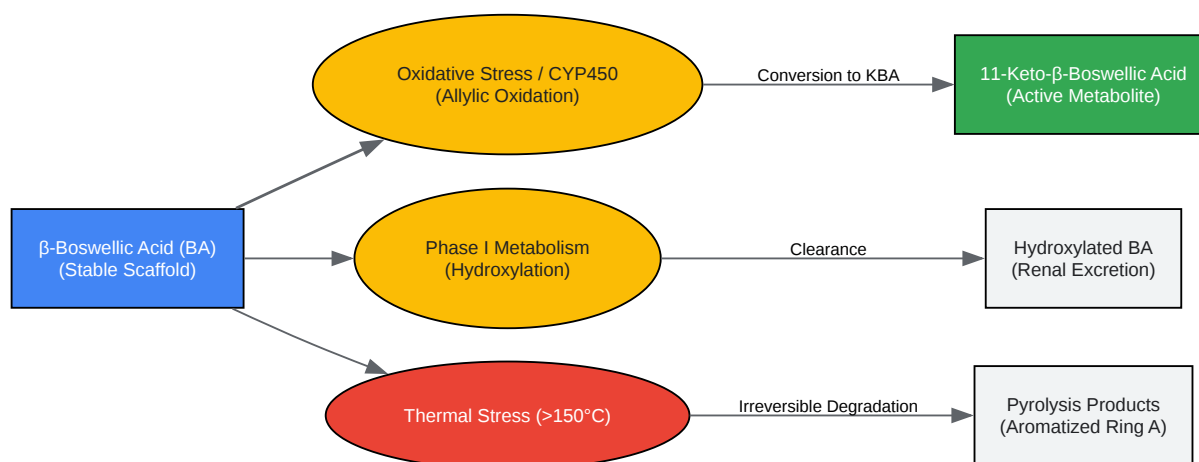 Oxidative Stress / CYP450
(Allylic Oxidation)
Conversion to KBA
11-Keto-β-Boswellic Acid
(Active Metabolite)
β-Boswellic Acid (BA)
(Stable Scaffold)
Phase I Metabolism
(Hydroxylation)
Clearance
Hydroxylated BA
(Renal Excretion)
Thermal Stress (>150°C)
Irreversible Degradation
Pyrolysis Products
(Aromatized Ring A)